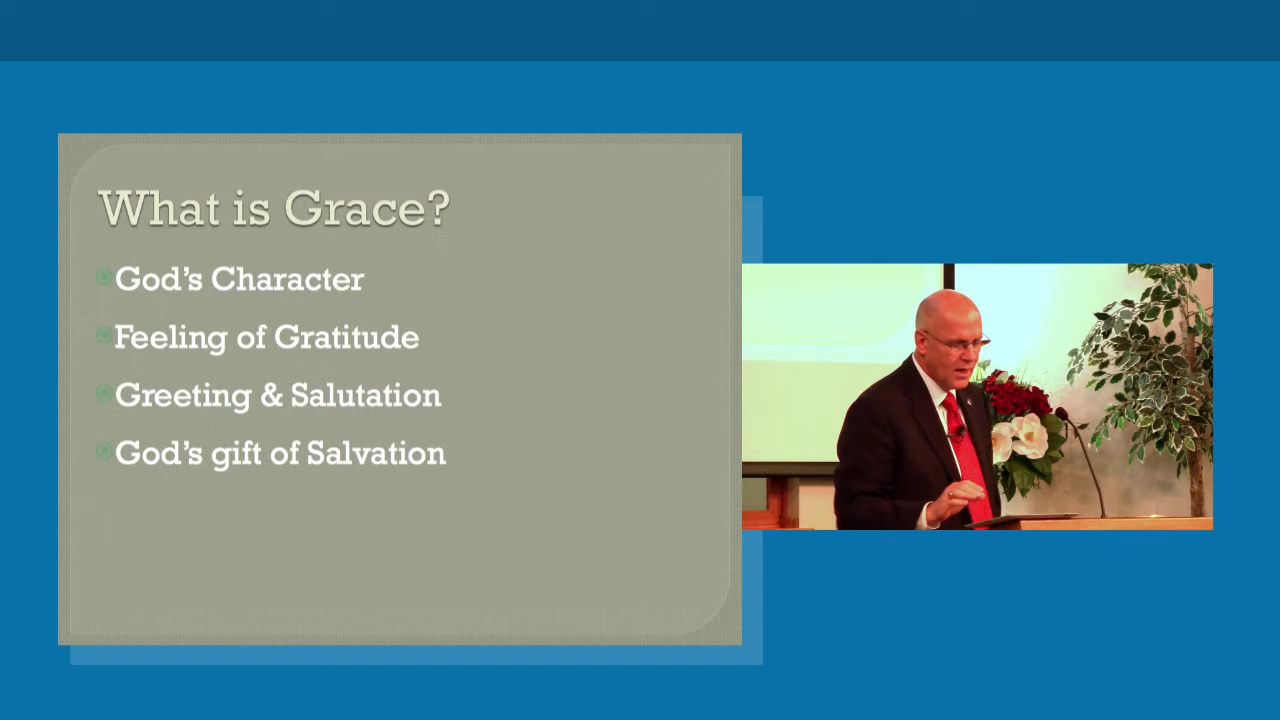 What is Grace?
God’s Character
Feeling of Gratitude
Greeting & Salutation
God’s gift of Salvation